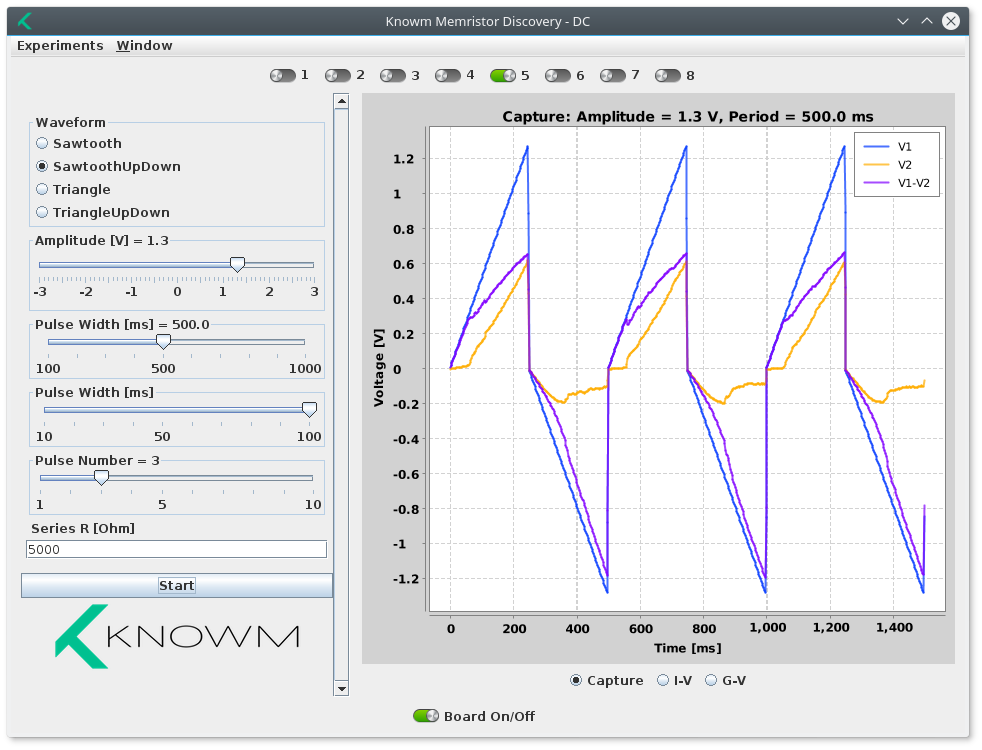 Knowm Memristor Discovery - DC
Experiments Window
1 2 3 4 5 6 7 8
Waveform
Sawtooth
SawtoothUpDown
Triangle
TriangleUpDown
Amplitude [V] = 1.3
-3 -2 -1 0 1 2 3
Pulse Width [ms] = 500.0
100 500 1000
Pulse Width [ms]
10 50 100
Pulse Number = 3
1 5 10
Series R [Ohm]
5000
Start
KNOWM
Capture: Amplitude = 1.3 V, Period = 500.0 ms
V1
V2
V1-V2
Voltage [V]
1.2
1
0.8
0.6
0.4
0.2
0
-0.2
-0.4
-0.6
-0.8
-1
-1.2
0 200 400 600 800 1,000 1,200 1,400
Time [ms]
Capture I-V G-V
Board On/Off